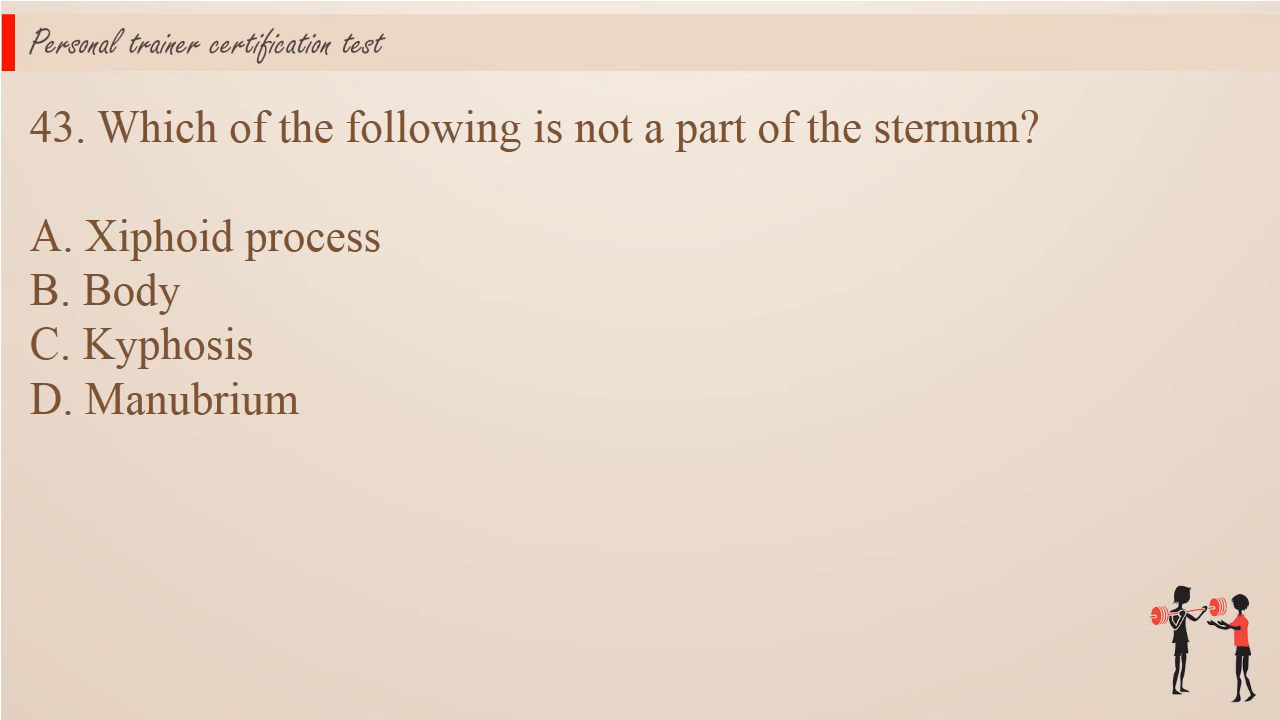 Personal trainer certification test
43. Which of the following is not a part of the sternum?
A. Xiphoid process
B. Body
C. Kyphosis
D. Manubrium